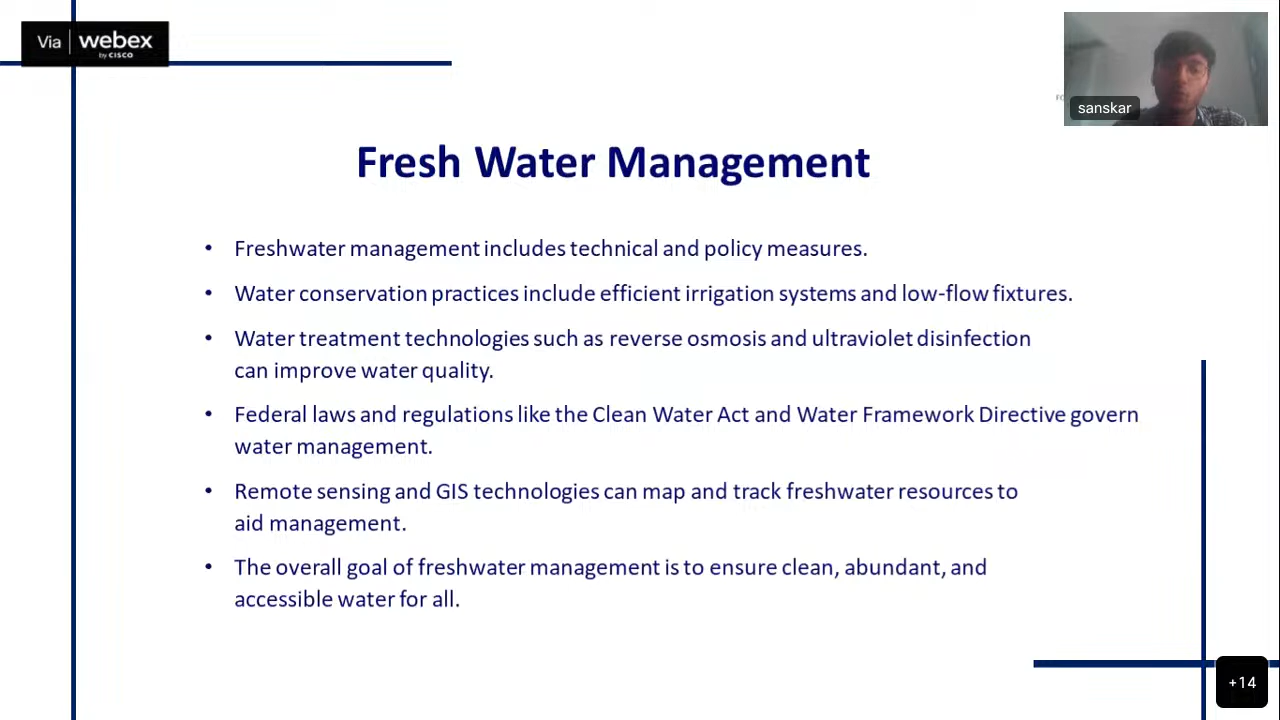 Via webex
by CISCO
sanskar
Fresh Water Management
• Freshwater management includes technical and policy measures.
• Water conservation practices include efficient irrigation systems and low-flow fixtures.
• Water treatment technologies such as reverse osmosis and ultraviolet disinfection
can improve water quality.
• Federal laws and regulations like the Clean Water Act and Water Framework Directive govern
water management.
• Remote sensing and GIS technologies can map and track freshwater resources to
aid management.
• The overall goal of freshwater management is to ensure clean, abundant, and
accessible water for all.
+14